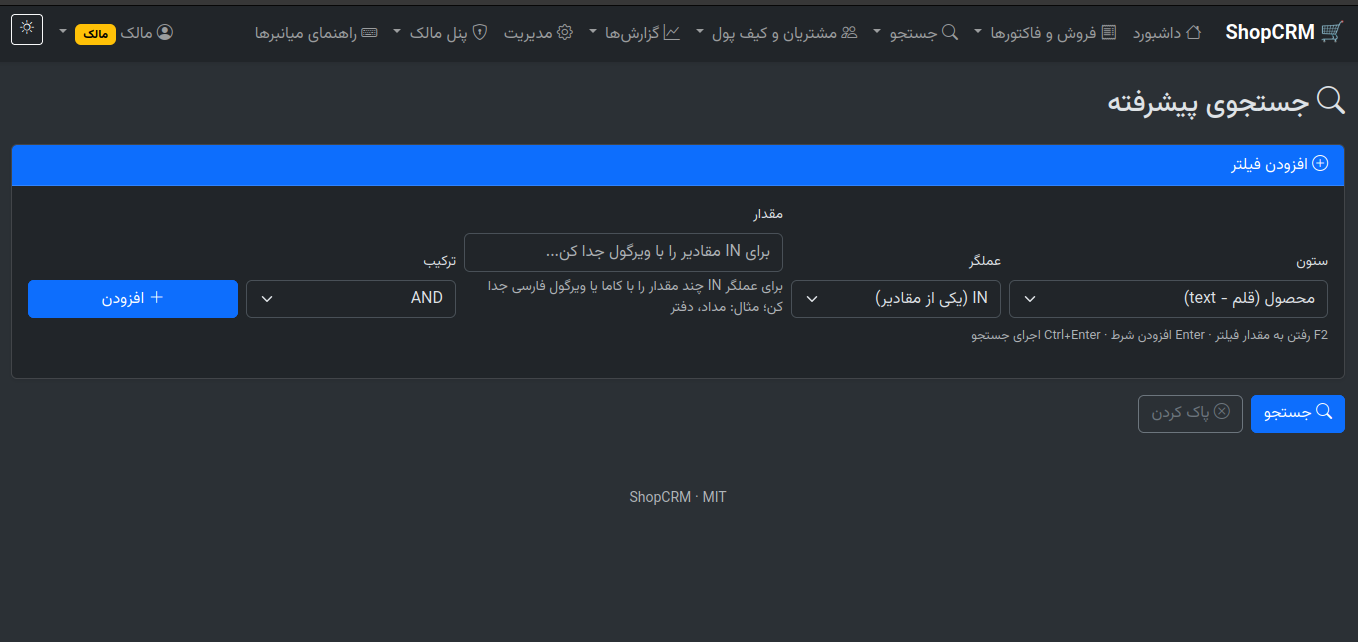 ShopCRM داشبورد فروش و فاکتورها جستجو مشتریان و کیف پول گزارش‌ها مدیریت پنل مالک راهنمای میانبرها مالک مالک
جستجوی پیشرفته
افزودن فیلتر
ستون
محصول (قلم - text)
عملگر
IN (یکی از مقادیر)
مقدار
برای IN مقادیر را با ویرگول جدا کن...
برای عملگر IN چند مقدار را با کاما یا ویرگول فارسی جدا
کن؛ مثال: مداد، دفتر
ترکیب
AND
افزودن
F2 رفتن به مقدار فیلتر · Enter افزودن شرط · Ctrl+Enter اجرای جستجو
جستجو
پاک کردن
ShopCRM · MIT